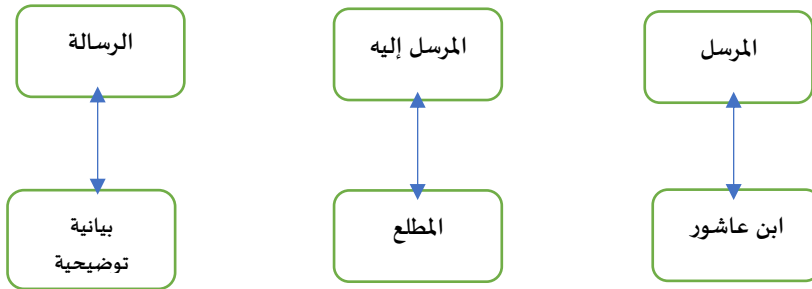 المرسل
المرسل إليه
الرسالة
ابن عاشور
المطلع
بيانية
توضيحية